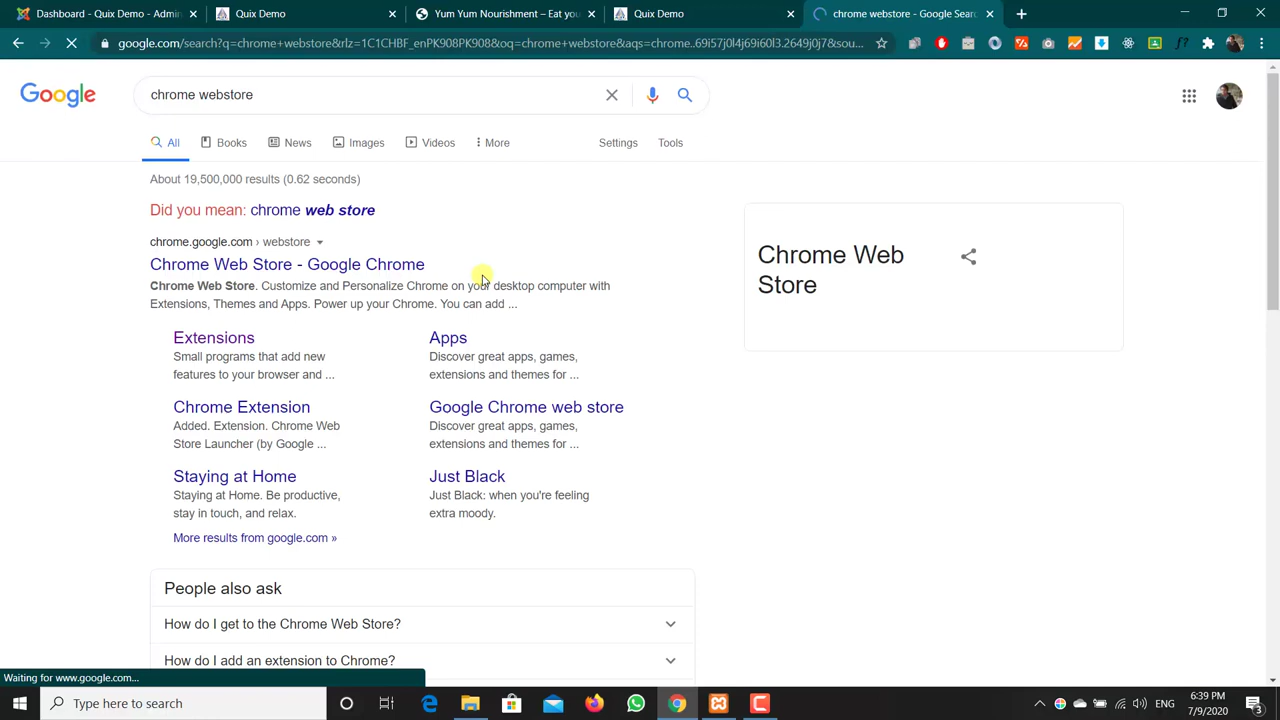 Dashboard - Quix Demo - Admin
Quix Demo
Yum Yum Nourishment – Eat you
Quix Demo
chrome webstore - Google Searc
google.com/search?q=chrome+webstore&rlz=1C1CHBF_enPK908PK908&oq=chrome+webstore&aqs=chrome..69i57j0l4j69i60l3.2649j0j7&sou...
Google
chrome webstore
All
Books
News
Images
Videos
More
Settings
Tools
About 19,500,000 results (0.62 seconds)
Did you mean: chrome web store
chrome.google.com › webstore
Chrome Web Store - Google Chrome
Chrome Web Store. Customize and Personalize Chrome on your desktop computer with
Extensions, Themes and Apps. Power up your Chrome. You can add ...
Extensions
Small programs that add new
features to your browser and ...
Apps
Discover great apps, games,
extensions and themes for ...
Chrome Extension
Added. Extension. Chrome Web
Store Launcher (by Google ...
Google Chrome web store
Discover great apps, games,
extensions and themes for ...
Staying at Home
Staying at Home. Be productive,
stay in touch, and relax.
Just Black
Just Black: when you're feeling
extra moody.
More results from google.com »
People also ask
How do I get to the Chrome Web Store?
How do I add an extension to Chrome?
Chrome Web
Store
Waiting for www.google.com...
Type here to search
ENG
6:39 PM
7/9/2020
3